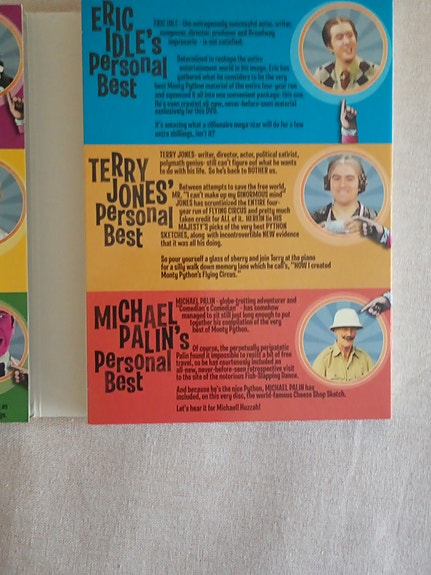 ERIC
IDLE's
Personal
Best
ERIC IDLE - the outrageously successful actor, writer,
composer, director, producer and Broadway
impresario - is not satisfied.
Determined to reshape the entire
entertainment world in his image, Eric has
gathered what he considers to be the very
best Monty Python material of the entire four-year run
and squeezed it all into one convenient package: this one.
He's even created all new, never-before-seen material
exclusively for this DVD.
It's amazing what a zillionaire mega-star will do for a few
extra shillings, isn't it?
TERRY
JONES'
Personal
Best
TERRY JONES- writer, director, actor, political satirist,
polymath genius- still can't figure out what he wants
to do with his life. So he's back to BOTHER us.
Between attempts to save the free world,
MR. "I can't make up my GINORMOUS mind"
JONES has scrutinized the ENTIRE four-
year run of FLYING CIRCUS and pretty much
taken credit for ALL of it. HEREIN lie HIS
MAJESTY's picks of the very best PYTHON
SKETCHES, along with incontrovertible NEW evidence
that it was all his doing.
So pour yourself a glass of sherry and join Terry at the piano
for a silly walk down memory lane which he call's, "HOW I created
Monty Python's Flying Circus."
MICHAEL
PALIN's
Personal
Best
MICHAEL PALIN - globe-trotting adventurer and
"Comedian's Comedian" - has somehow
managed to sit still just long enough to put
together his compilation of the very
best of Monty Python.
Of course, the perpetually peripatetic
Palin found it impossible to resist a bit of free
travel, so he has courteously included an
all-new, never-before-seen retrospective visit
to the site of the notorious Fish-Slapping Dance.
And because he's the nice Python, MICHAEL PALIN has
included, on this very disc, the world-famous Cheese Shop Sketch.
Let's hear it for Michael! Huzzah!